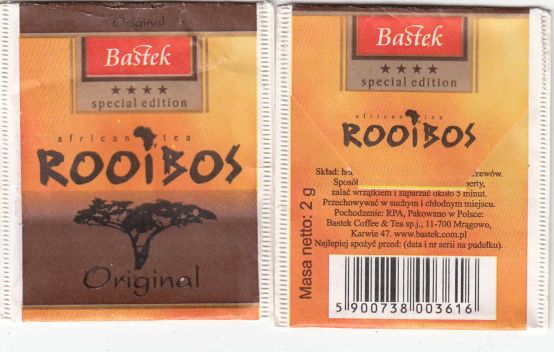 Original
Bastek
★★★★
special edition
african tea
ROOIBOS
Original
Bastek
★★★★
special edition
african tea
ROOIBOS
Skład: rzewów.
Sposób perty,
zalać wrzątkiem i zaparzać około 5 minut.
Przechowywać w suchym i chłodnym miejscu.
Pochodzenie: RPA, Pakowano w Polsce:
Bastek Coffee & Tea sp.j., 11-700 Mrągowo,
Karwie 47. www.bastek.com.pl
Najlepiej spożyć przed: (data i nr serii na pudełku).
Masa netto: 2 g
5 900738 003616